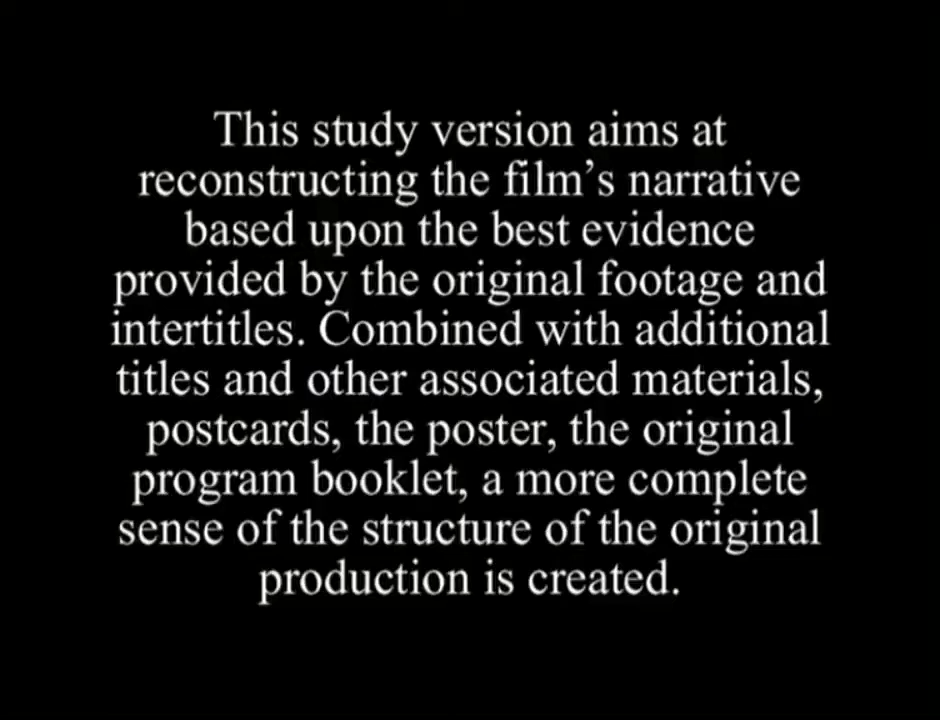 This study version aims at
reconstructing the film’s narrative
based upon the best evidence
provided by the original footage and
intertitles. Combined with additional
titles and other associated materials,
postcards, the poster, the original
program booklet, a more complete
sense of the structure of the original
production is created.